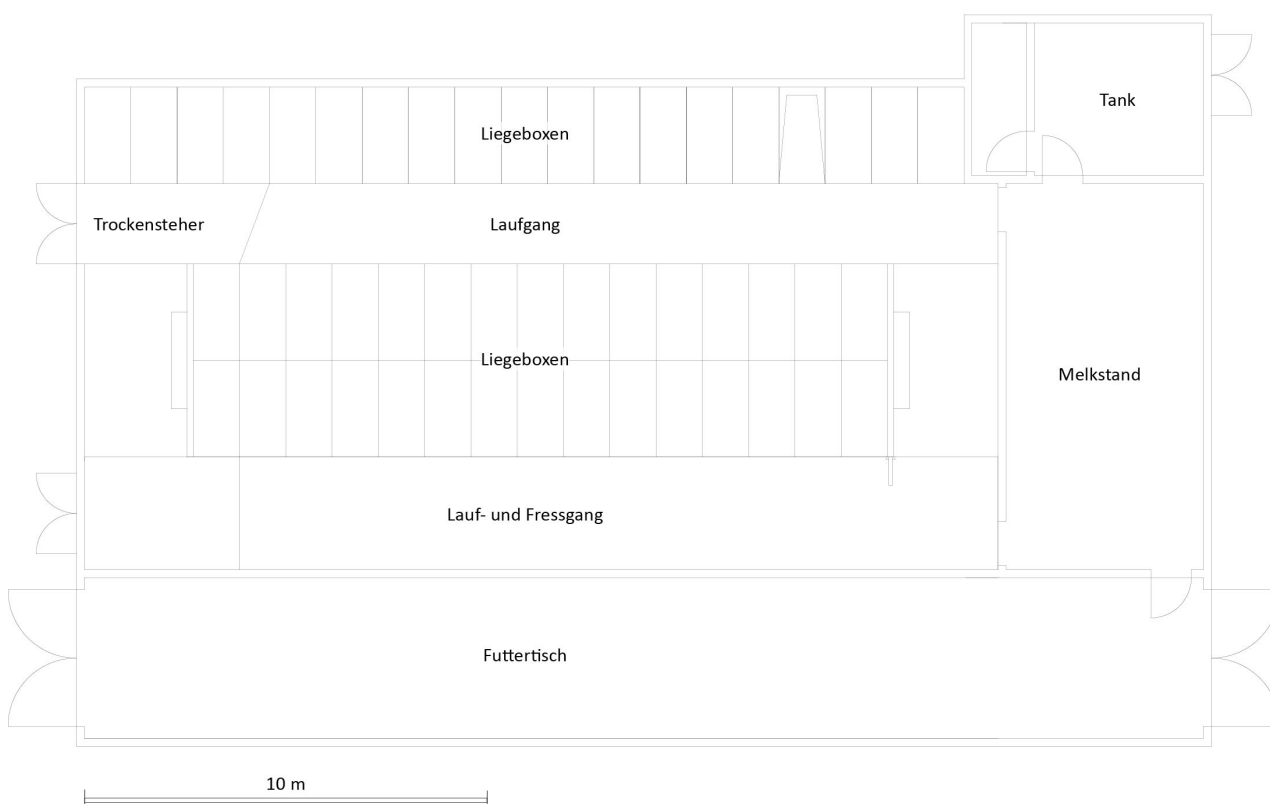 Tank
Liegeboxen
Trockensteher
Laufgang
Liegeboxen
Melkstand
Lauf- und Fressgang
Futtertisch
10 m